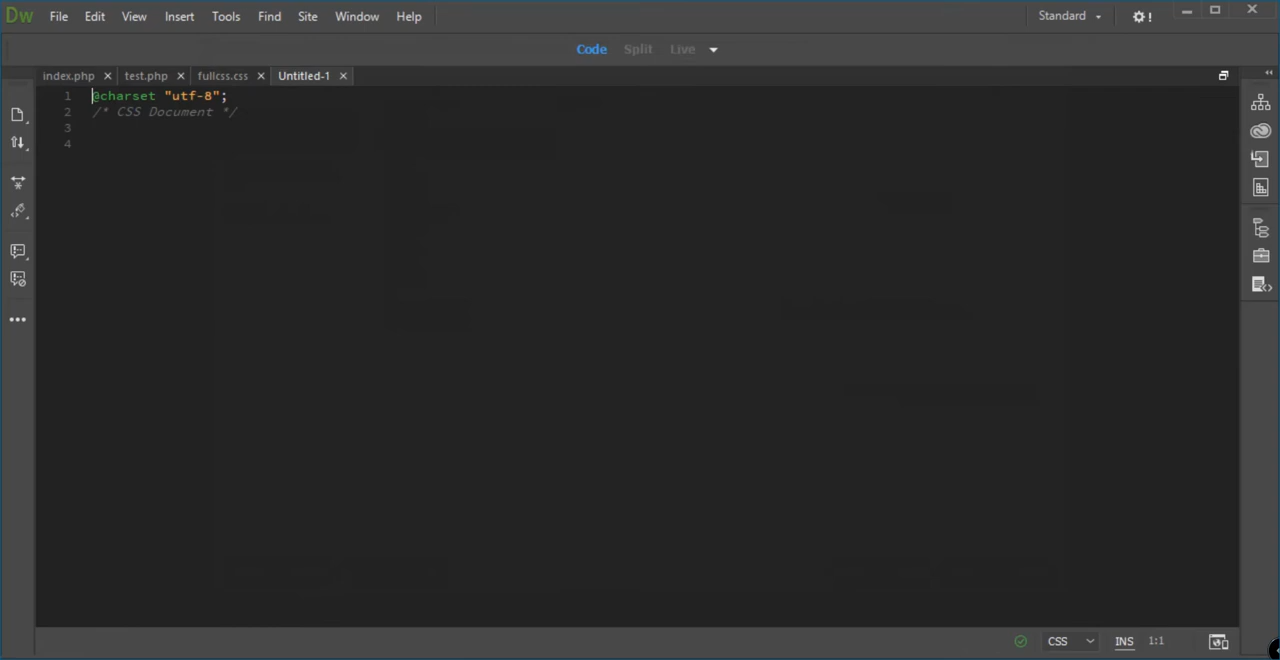 Dw File Edit View Insert Tools Find Site Window Help Standard !
Code Split Live
index.php test.php fullcss.css Untitled-1
1 @charset "utf-8";
2 /* CSS Document */
3
4
CSS INS 1:1